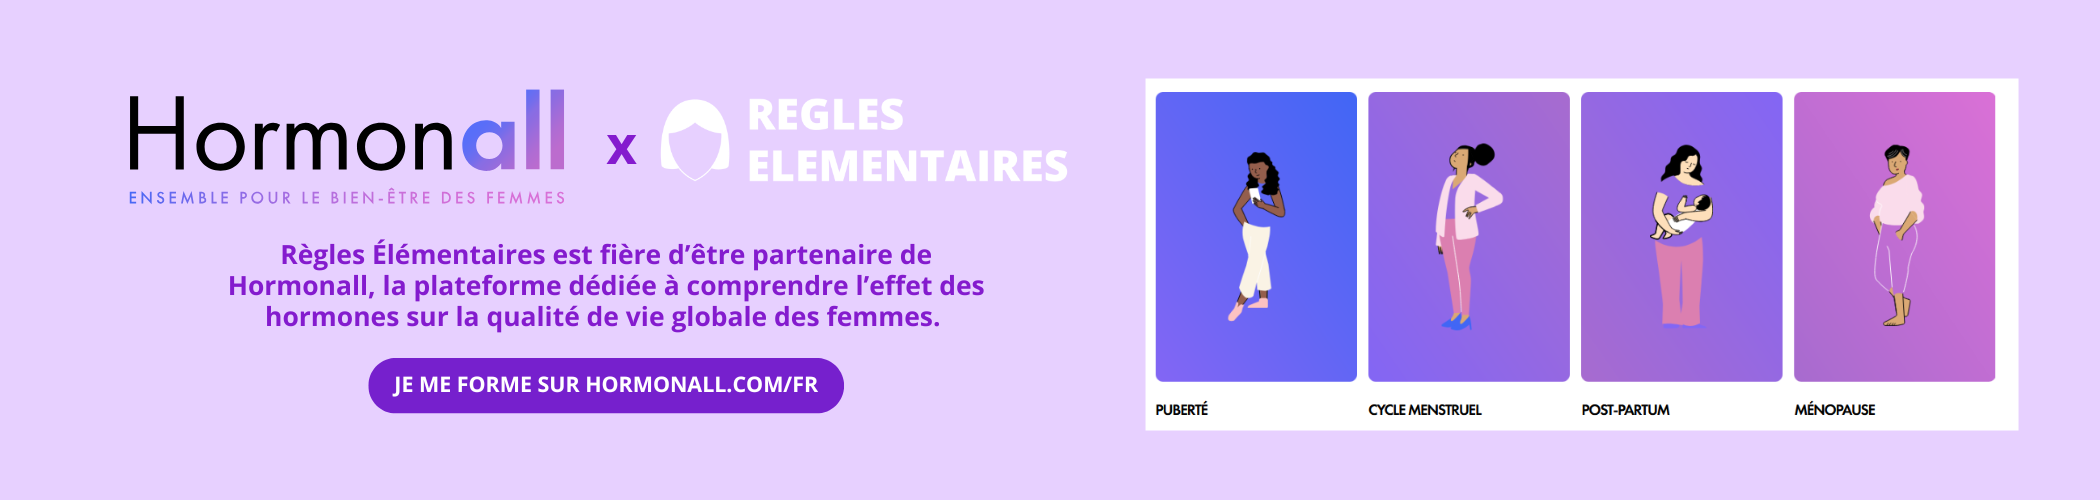 Hormonall
ENSEMBLE POUR LE BIEN-ÊTRE DES FEMMES
x
REGLES
ELEMENTAIRES
Règles Élémentaires est fière d’être partenaire de
Hormonall, la plateforme dédiée à comprendre l’effet des
hormones sur la qualité de vie globale des femmes.
JE ME FORME SUR HORMONALL.COM/FR
PUBERTÉ
CYCLE MENSTRUEL
POST-PARTUM
MÉNOPAUSE